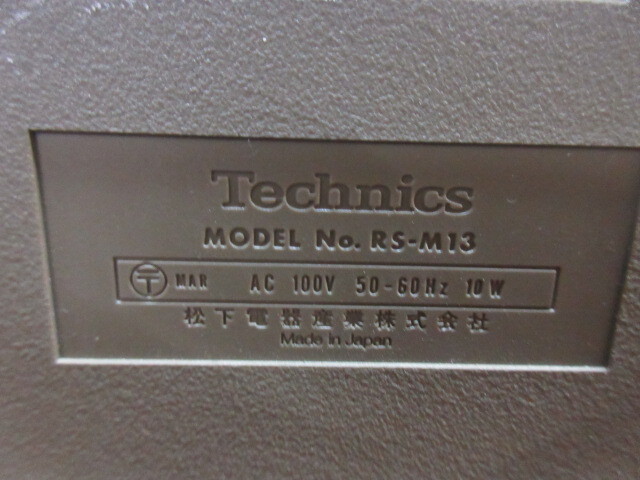 Technics
MODEL No. RS-M13
〒 MAR AC 100V 50-60Hz 10W
松下電器産業株式会社
Made in Japan